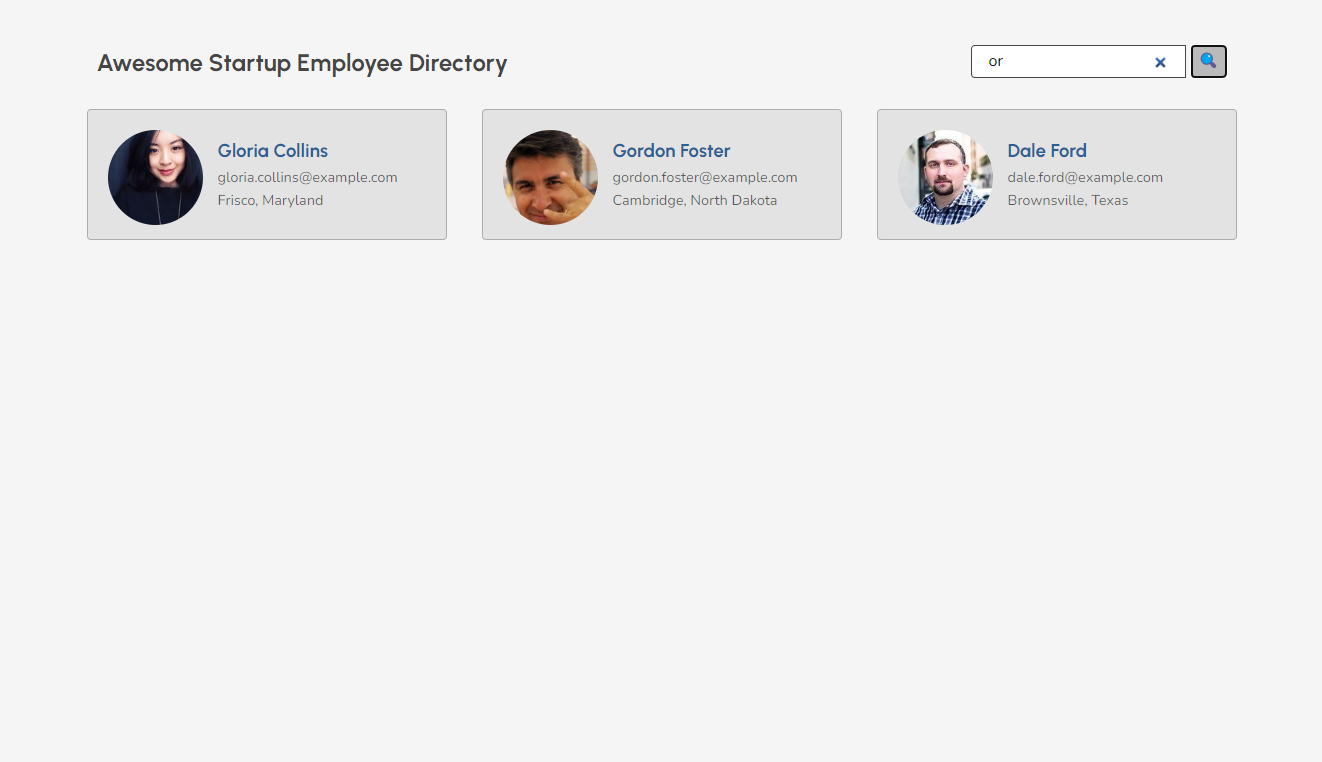 Awesome Startup Employee Directory
or
Gloria Collins
gloria.collins@example.com
Frisco, Maryland
Gordon Foster
gordon.foster@example.com
Cambridge, North Dakota
Dale Ford
dale.ford@example.com
Brownsville, Texas